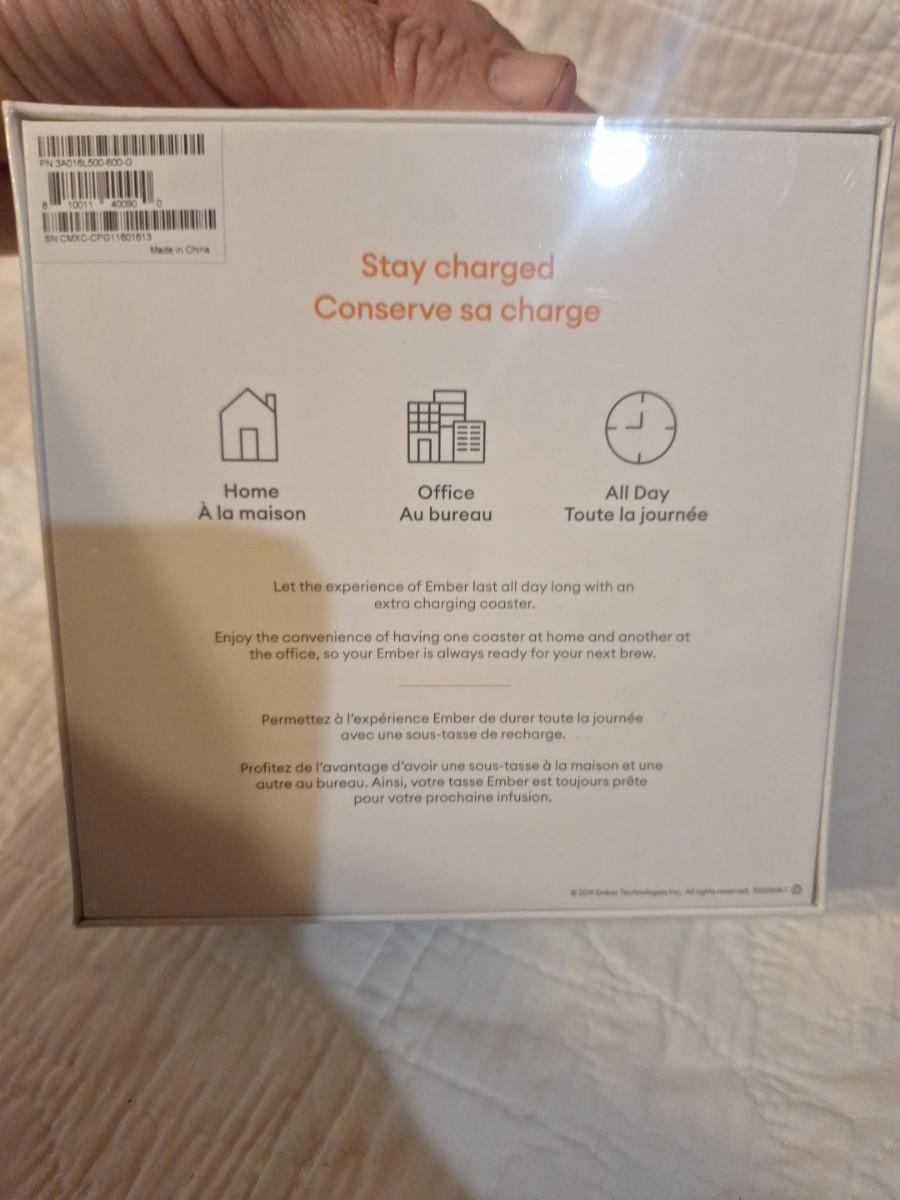 PN 3A016L500-600-G
8 10011 40090 0
SN:CMXC-CPG11601613
Made in China
Stay charged
Conserve sa charge
Home
À la maison
Office
Au bureau
All Day
Toute la journée
Let the experience of Ember last all day long with an
extra charging coaster.
Enjoy the convenience of having one coaster at home and another at
the office, so your Ember is always ready for your next brew.
Permettez à l'expérience Ember de durer toute la journée
avec une sous-tasse de recharge.
Profitez de l'avantage d'avoir une sous-tasse à la maison et une
autre au bureau. Ainsi, votre tasse Ember est toujours prête
pour votre prochaine infusion.
© 2019 Ember Technologies Inc. All rights reserved.